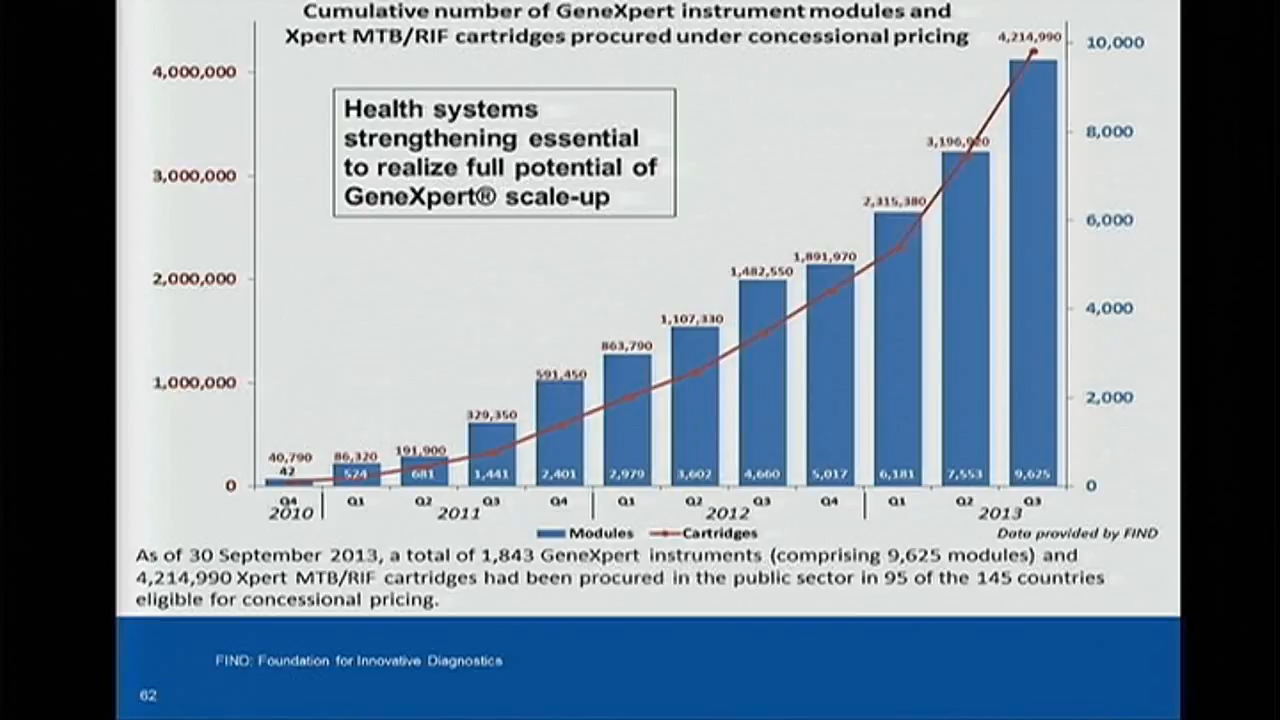 Cumulative number of GeneXpert instrument modules and
Xpert MTB/RIF cartridges procured under concessional pricing
Health systems
strengthening essential
to realize full potential of
GeneXpert® scale-up
4,000,000
3,000,000
2,000,000
1,000,000
0
10,000
8,000
6,000
4,000
2,000
0
40,790 86,320 191,900 329,350 591,450 863,790 1,107,330 1,482,550 1,891,970 2,315,380 3,196,920 4,214,990
42 524 681 1,441 2,401 2,979 3,602 4,660 5,017 6,181 7,553 9,625
Q4 Q1 Q2 Q3 Q4 Q1 Q2 Q3 Q4 Q1 Q2 Q3
2010 2011 2012 2013
Modules Cartridges
Data provided by FIND
As of 30 September 2013, a total of 1,843 GeneXpert instruments (comprising 9,625 modules) and
4,214,990 Xpert MTB/RIF cartridges had been procured in the public sector in 95 of the 145 countries
eligible for concessional pricing.
FIND: Foundation for Innovative Diagnostics
62